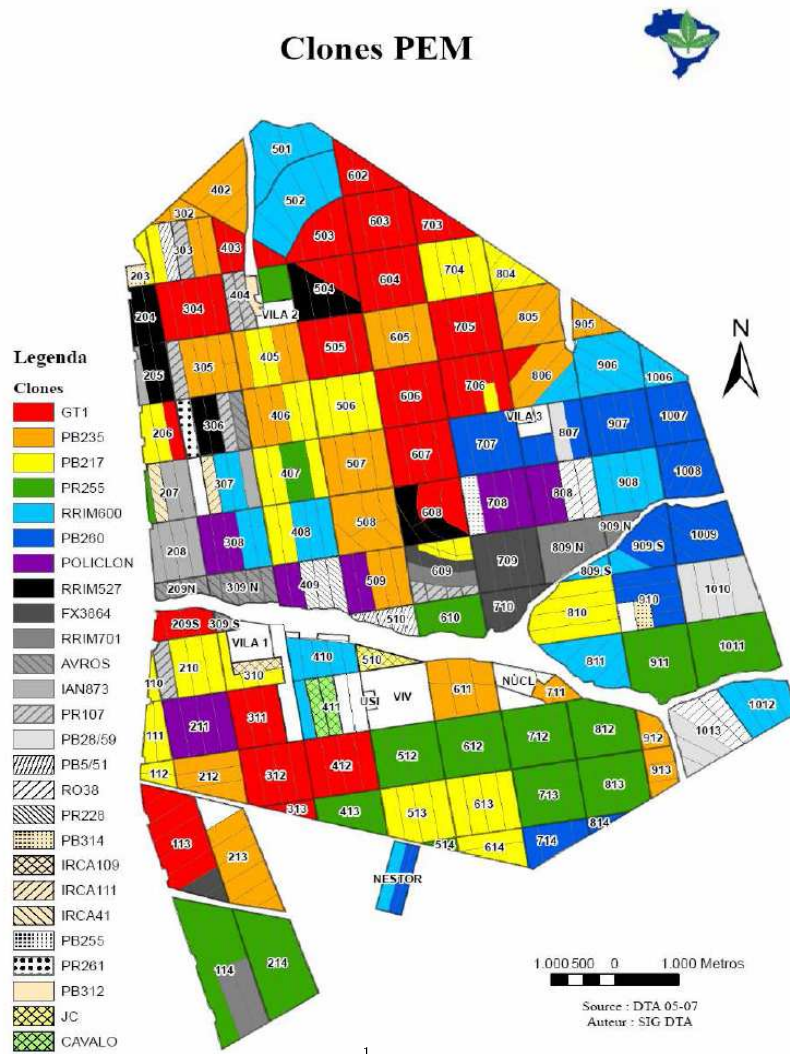 Clones PEM
501
402
602
502
302
603
703
303
403
503
203
604
704
804
404
504
204
304
VILA 2
805
905
705
605
505
405
305
205
906
806
1006
706
606
506
406
306
206
VILA 3
907
1007
807
707
607
507
407
307
207
908
1008
808
708
608
508
408
308
208
909 N
809 N
909 S
1009
709
609
509
409
309 N
209N
809 S
910
1010
810
710
610
510
209S
309 S
VILA 1
410
510
811
911
1011
110
210
310
NÚCL
611
711
USI
VIV
411
1012
1013
111
211
311
912
812
712
612
512
412
312
212
112
913
813
713
613
513
413
313
113
213
814
714
614
514
NESTOR
114
214
N
Legenda
Clones
GT1
PB235
PB217
PR255
RRIM600
PB260
POLICLON
RRIM527
FX3864
RRIM701
AVROS
IAN873
PR107
PB28/59
PB5/51
RO38
PR228
PB314
IRCA109
IRCA111
IRCA41
PB255
PR261
PB312
JC
CAVALO
1.000 500 0 1.000 Metros
Source : DTA 05-07
Auteur : SIG DTA
1